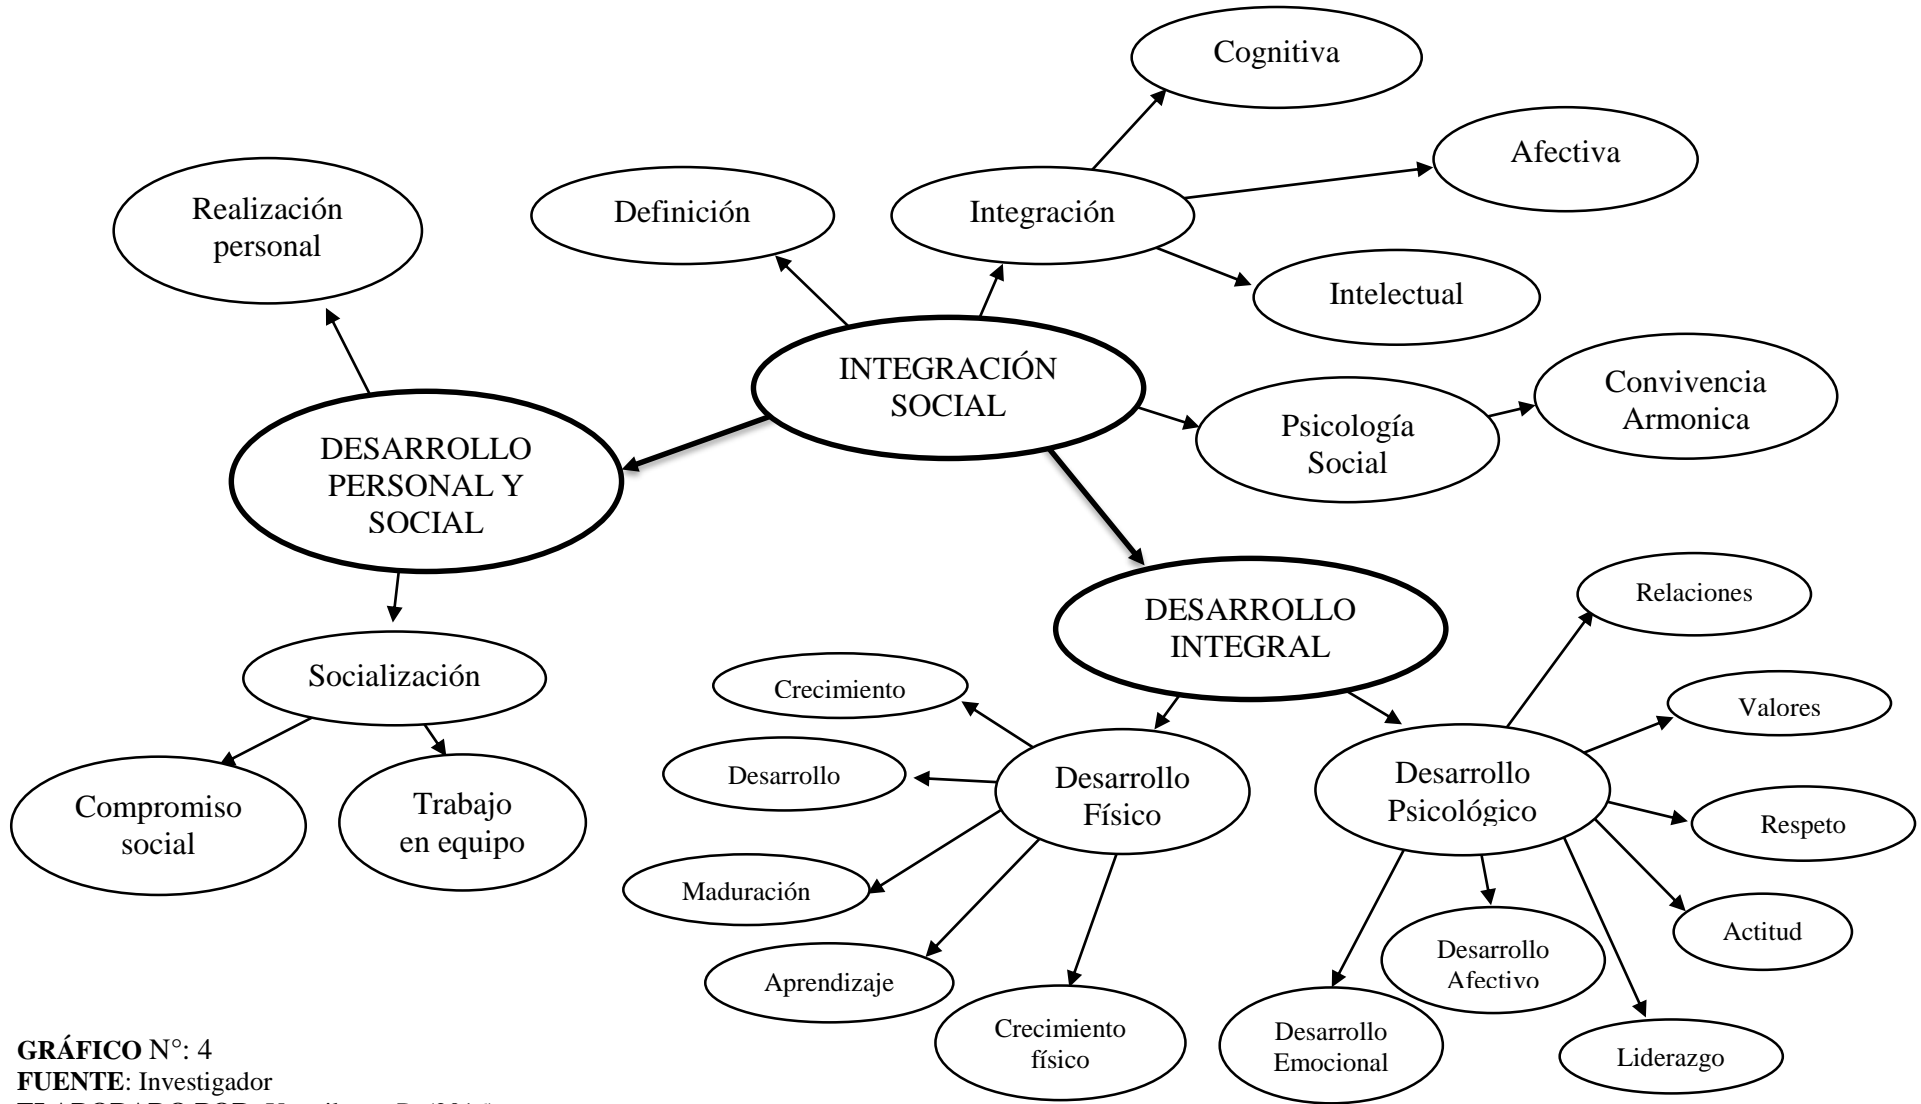 Cognitiva
Afectiva
Realización
personal
Definición
Integración
Intelectual
INTEGRACIÓN
SOCIAL
Convivencia
Armonica
Psicología
Social
DESARROLLO
PERSONAL Y
SOCIAL
DESARROLLO
INTEGRAL
Relaciones
Socialización
Crecimiento
Valores
Desarrollo
Desarrollo
Físico
Desarrollo
Psicológico
Compromiso
social
Trabajo
en equipo
Respeto
Maduración
Actitud
Desarrollo
Afectivo
Aprendizaje
Crecimiento
físico
Desarrollo
Emocional
Liderazgo
GRÁFICO N°: 4
FUENTE: Investigador